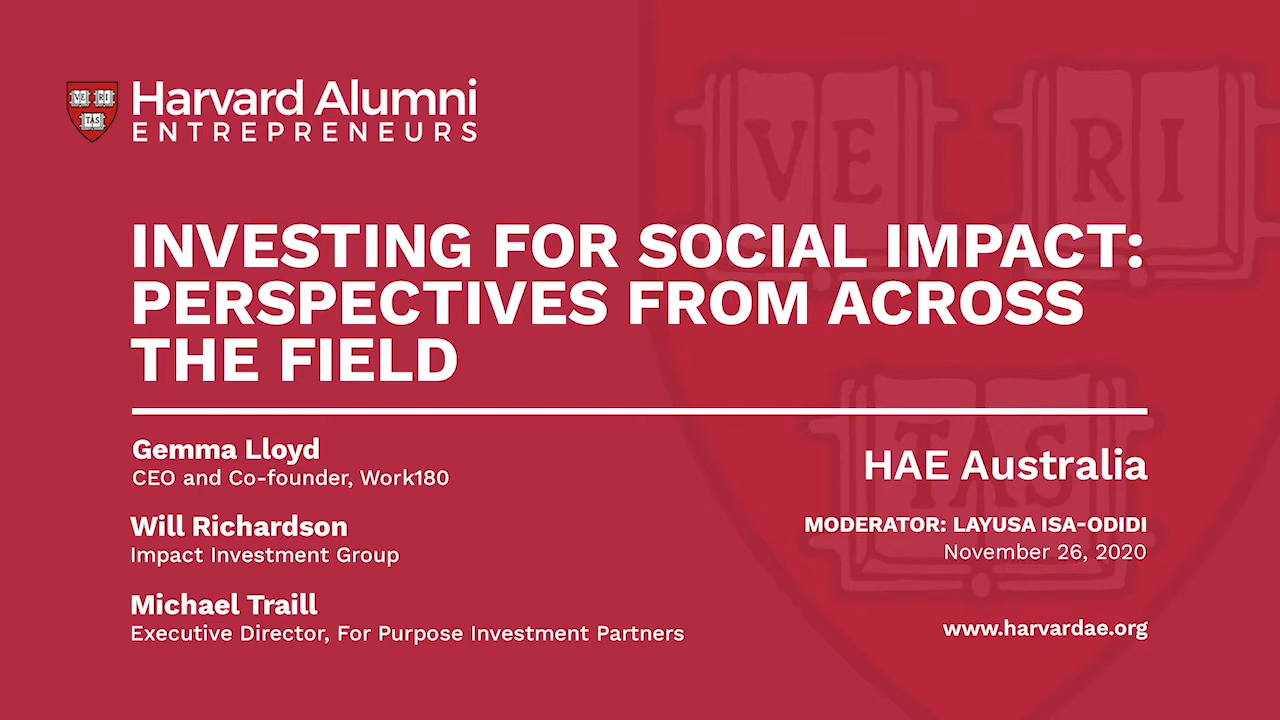 VE RI
TAS
Harvard Alumni
ENTREPRENEURS
VE RI
TAS
INVESTING FOR SOCIAL IMPACT:
PERSPECTIVES FROM ACROSS
THE FIELD
Gemma Lloyd
CEO and Co-founder, Work180
Will Richardson
Impact Investment Group
Michael Traill
Executive Director, For Purpose Investment Partners
HAE Australia
MODERATOR: LAYUSA ISA-ODIDI
November 26, 2020
www.harvardae.org